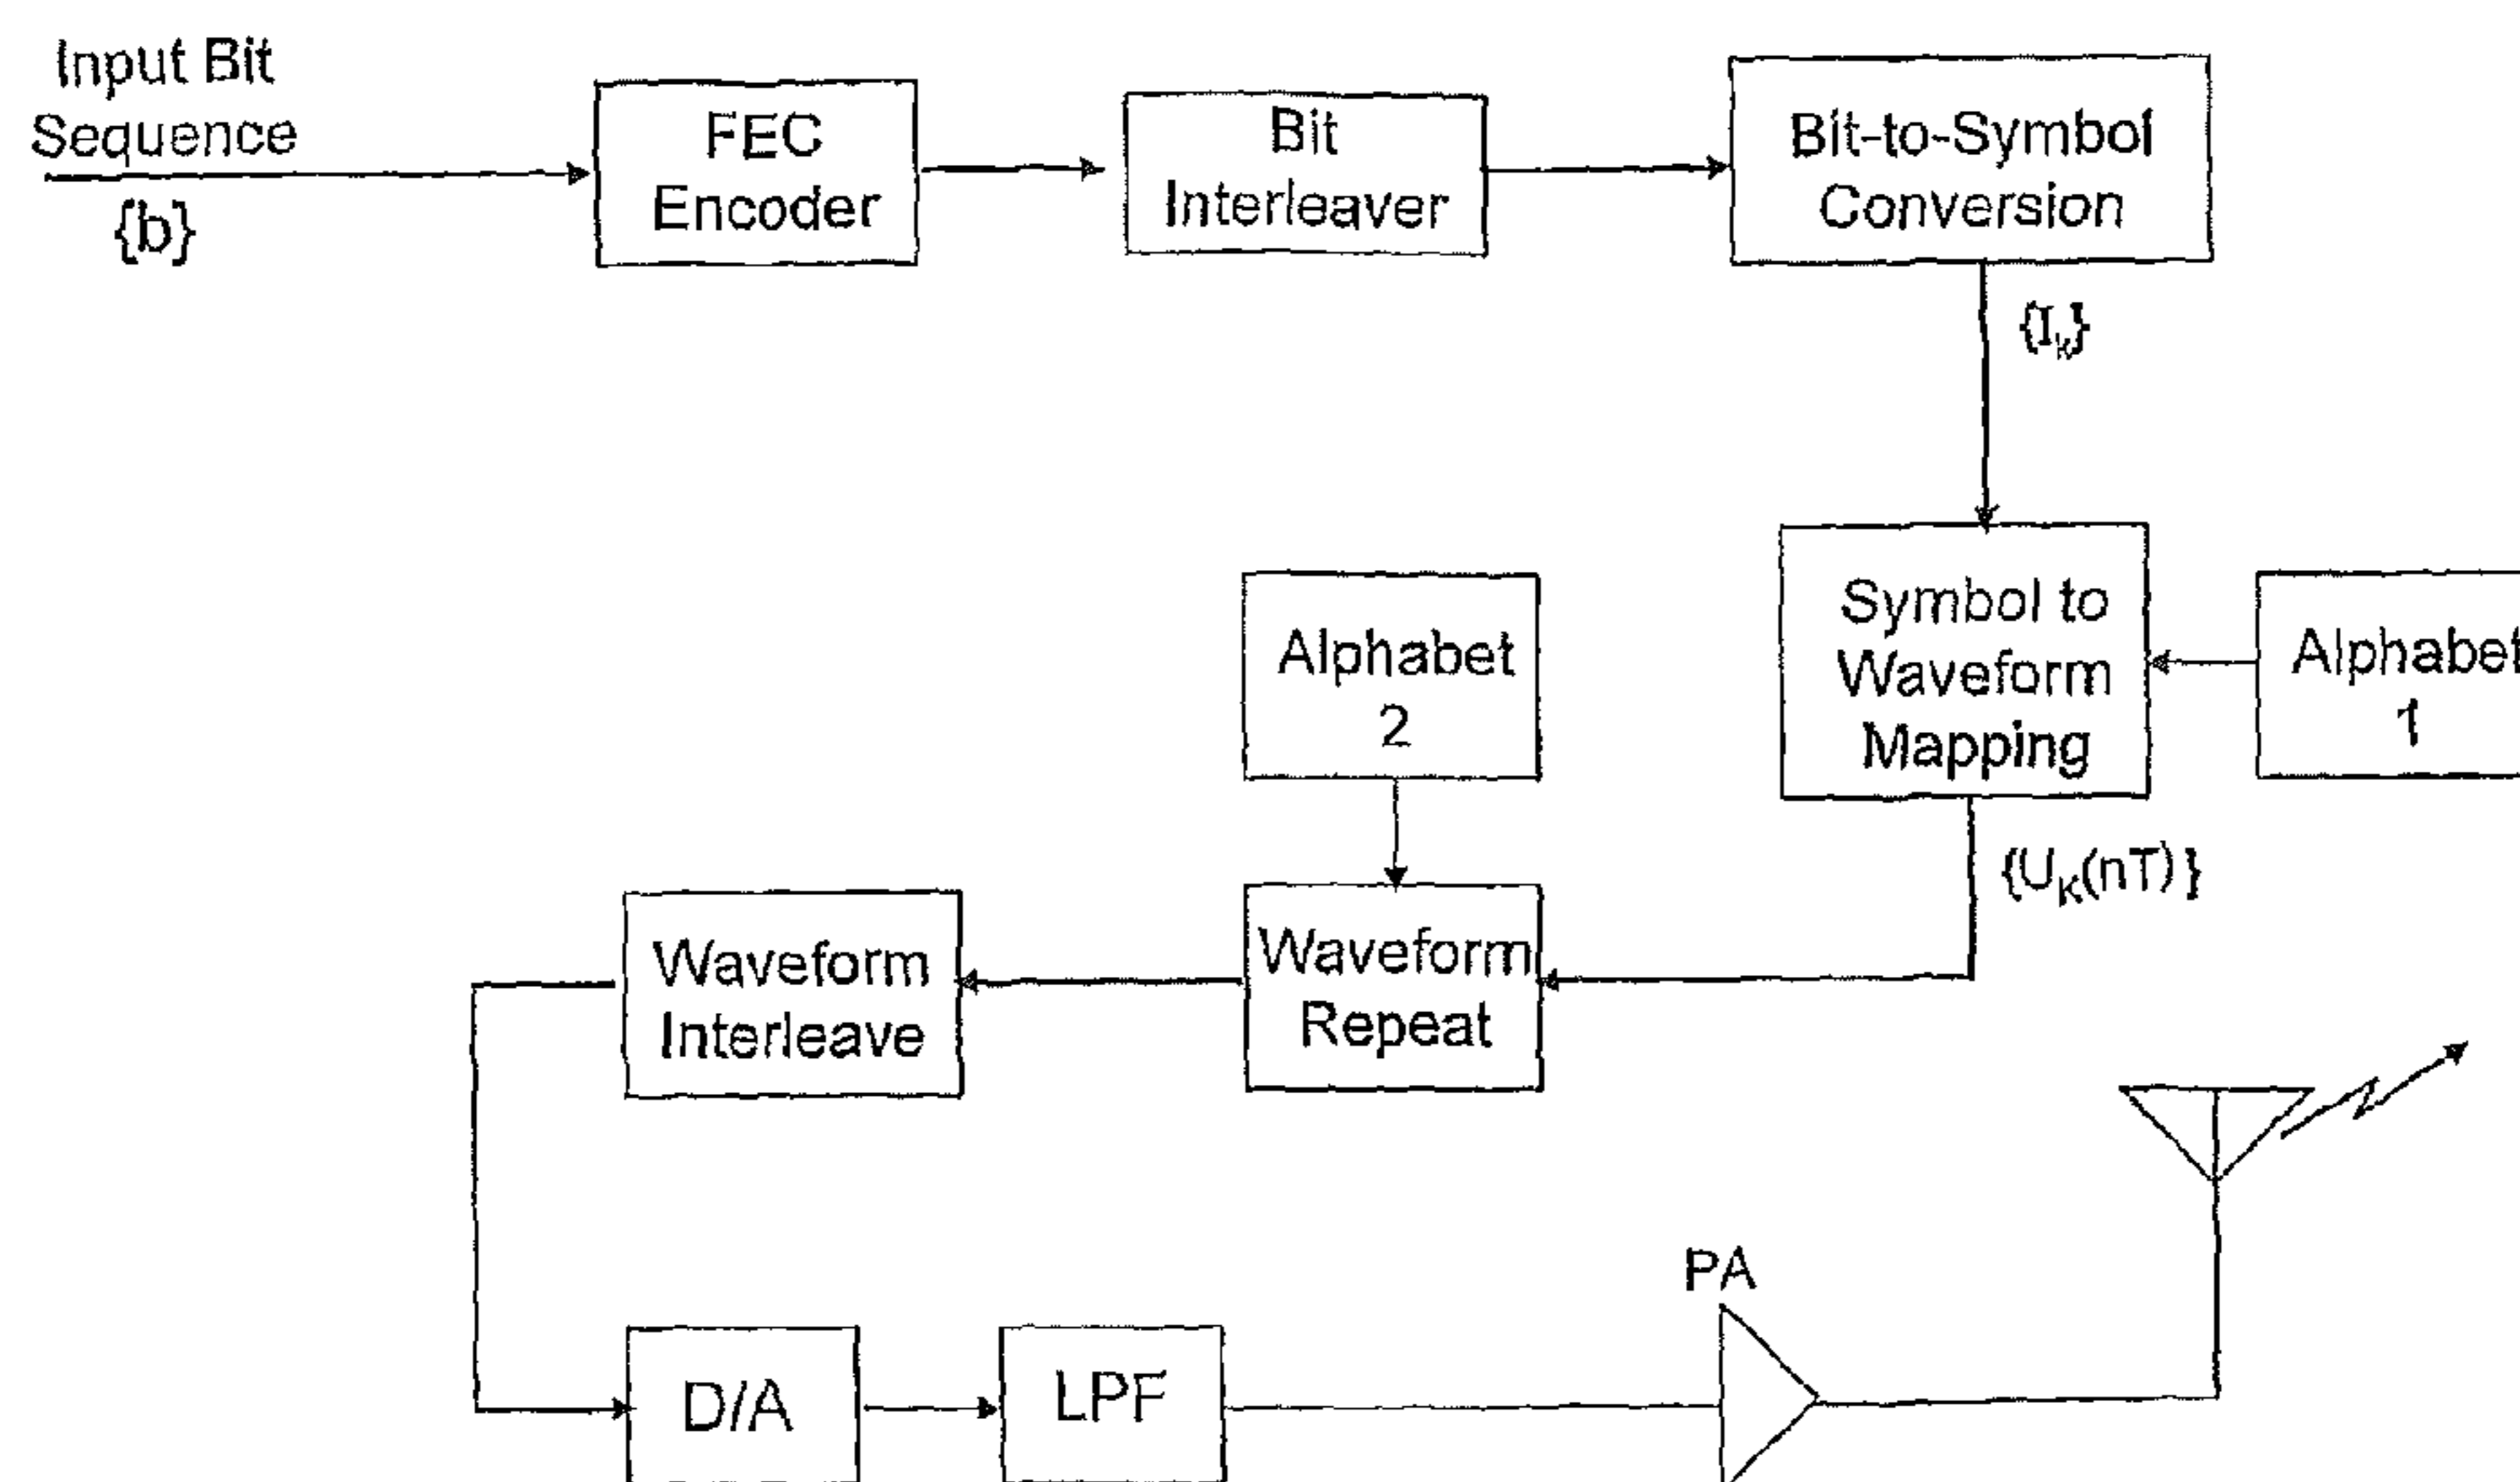 Input Bit
Sequence
{b}
FEC
Encoder
Bit
Interleaver
Bit-to-Symbol
Conversion
Symbol to
Waveform
Mapping
Alphabet
1
Alphabet
2
{U_K(nT)}
Waveform
Repeat
Waveform
Interleave
D/A
LPF
PA